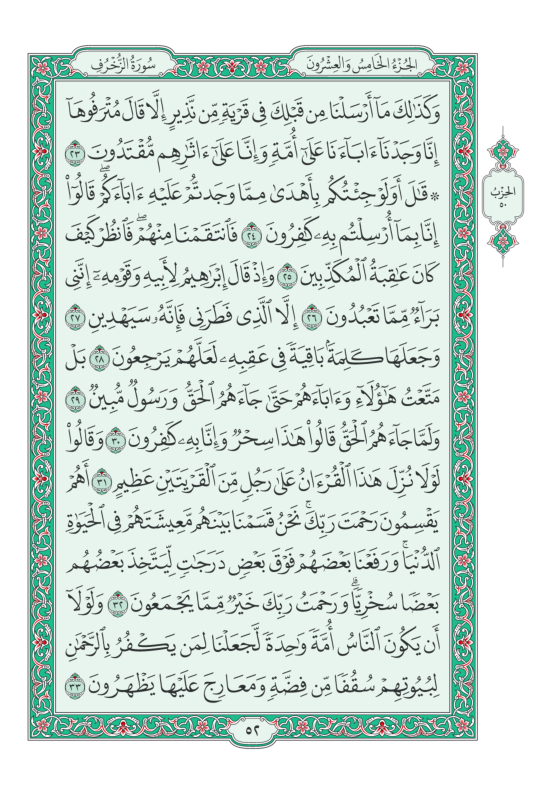 الجُزْءُ الخَامِسُ وَالعِشْرُونَ
سُورَةُ الزُّخْرُفِ
وَكَذَٰلِكَ مَآ أَرْسَلْنَا مِن قَبْلِكَ فِى قَرْيَةٍ مِّن نَّذِيرٍ إِلَّا قَالَ مُتْرَفُوهَآ
إِنَّا وَجَدْنَآ ءَابَآءَنَا عَلَىٰٓ أُمَّةٍ وَإِنَّا عَلَىٰٓ ءَاثَٰرِهِم مُّقْتَدُونَ ٢٣
۞ قَٰلَ أَوَلَوْ جِئْتُكُم بِأَهْدَىٰ مِمَّا وَجَدتُّمْ عَلَيْهِ ءَابَآءَكُمْۖ قَالُوٓا۟
إِنَّا بِمَآ أُرْسِلْتُم بِهِۦ كَٰفِرُونَ ٢٤ فَٱنتَقَمْنَا مِنْهُمْۖ فَٱنظُرْ كَيْفَ
كَانَ عَٰقِبَةُ ٱلْمُكَذِّبِينَ ٢٥ وَإِذْ قَالَ إِبْرَٰهِيمُ لِأَبِيهِ وَقَوْمِهِۦٓ إِنَّنِى
بَرَآءٌ مِّمَّا تَعْبُدُونَ ٢٦ إِلَّا ٱلَّذِى فَطَرَنِى فَإِنَّهُۥ سَيَهْدِينِ ٢٧
وَجَعَلَهَا كَلِمَةًۢ بَاقِيَةً فِى عَقِبِهِۦ لَعَلَّهُمْ يَرْجِعُونَ ٢٨ بَلْ
مَتَّعْتُ هَٰٓؤُلَآءِ وَءَابَآءَهُمْ حَتَّىٰ جَآءَهُمُ ٱلْحَقُّ وَرَسُولٌ مُّبِينٌ ٢٩
وَلَمَّا جَآءَهُمُ ٱلْحَقُّ قَالُوا۟ هَٰذَا سِحْرٌ وَإِنَّا بِهِۦ كَٰفِرُونَ ٣٠ وَقَالُوا۟
لَوْلَا نُزِّلَ هَٰذَا ٱلْقُرْءَانُ عَلَىٰ رَجُلٍ مِّنَ ٱلْقَرْيَتَيْنِ عَظِيمٍ ٣١ أَهُمْ
يَقْسِمُونَ رَحْمَتَ رَبِّكَۚ نَحْنُ قَسَمْنَا بَيْنَهُم مَّعِيشَتَهُمْ فِى ٱلْحَيَوٰةِ
ٱلدُّنْيَاۚ وَرَفَعْنَا بَعْضَهُمْ فَوْقَ بَعْضٍ دَرَجَٰتٍ لِّيَتَّخِذَ بَعْضُهُم
بَعْضًا سُخْرِيًّاۗ وَرَحْمَتُ رَبِّكَ خَيْرٌ مِّمَّا يَجْمَعُونَ ٣٢ وَلَوْلَآ
أَن يَكُونَ ٱلنَّاسُ أُمَّةً وَٰحِدَةً لَّجَعَلْنَا لِمَن يَكْفُرُ بِٱلرَّحْمَٰنِ
لِبُيُوتِهِمْ سُقُفًا مِّن فِضَّةٍ وَمَعَارِجَ عَلَيْهَا يَظْهَرُونَ ٣٣
الحِزْبُ
٥٠
٥٢